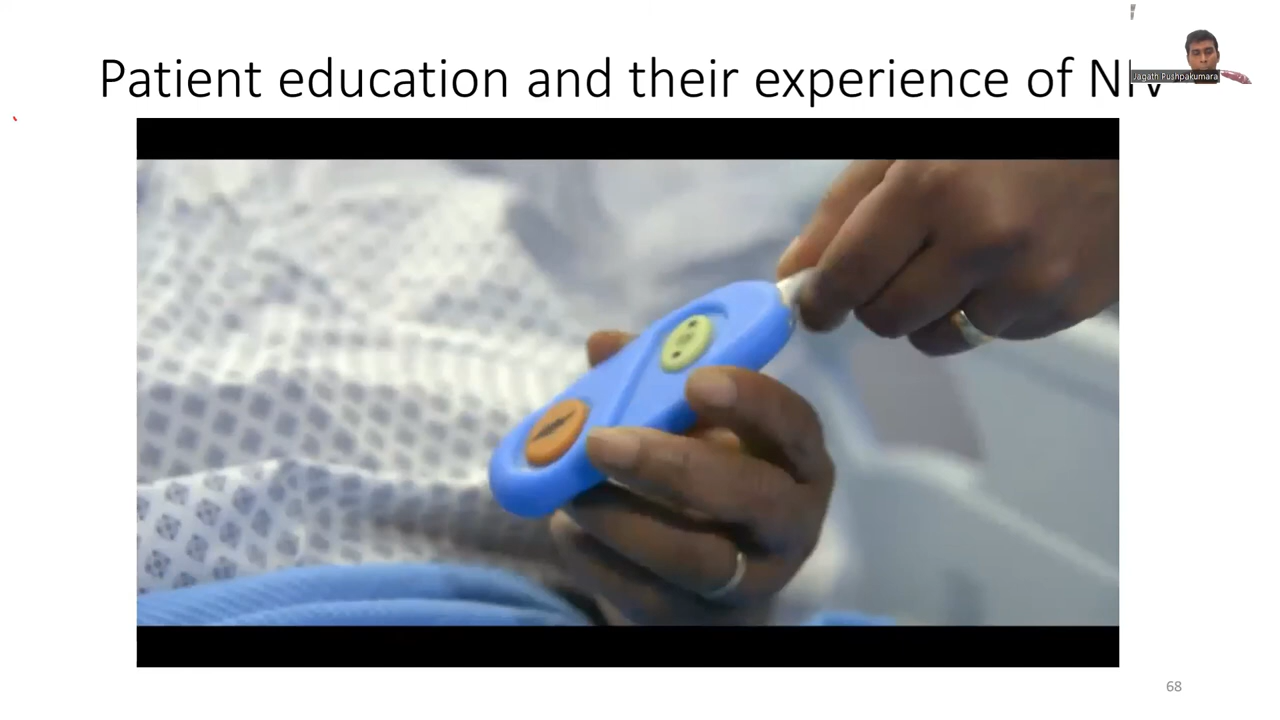 Patient education and their experience of NIV
Jagath Pushpakumara
68